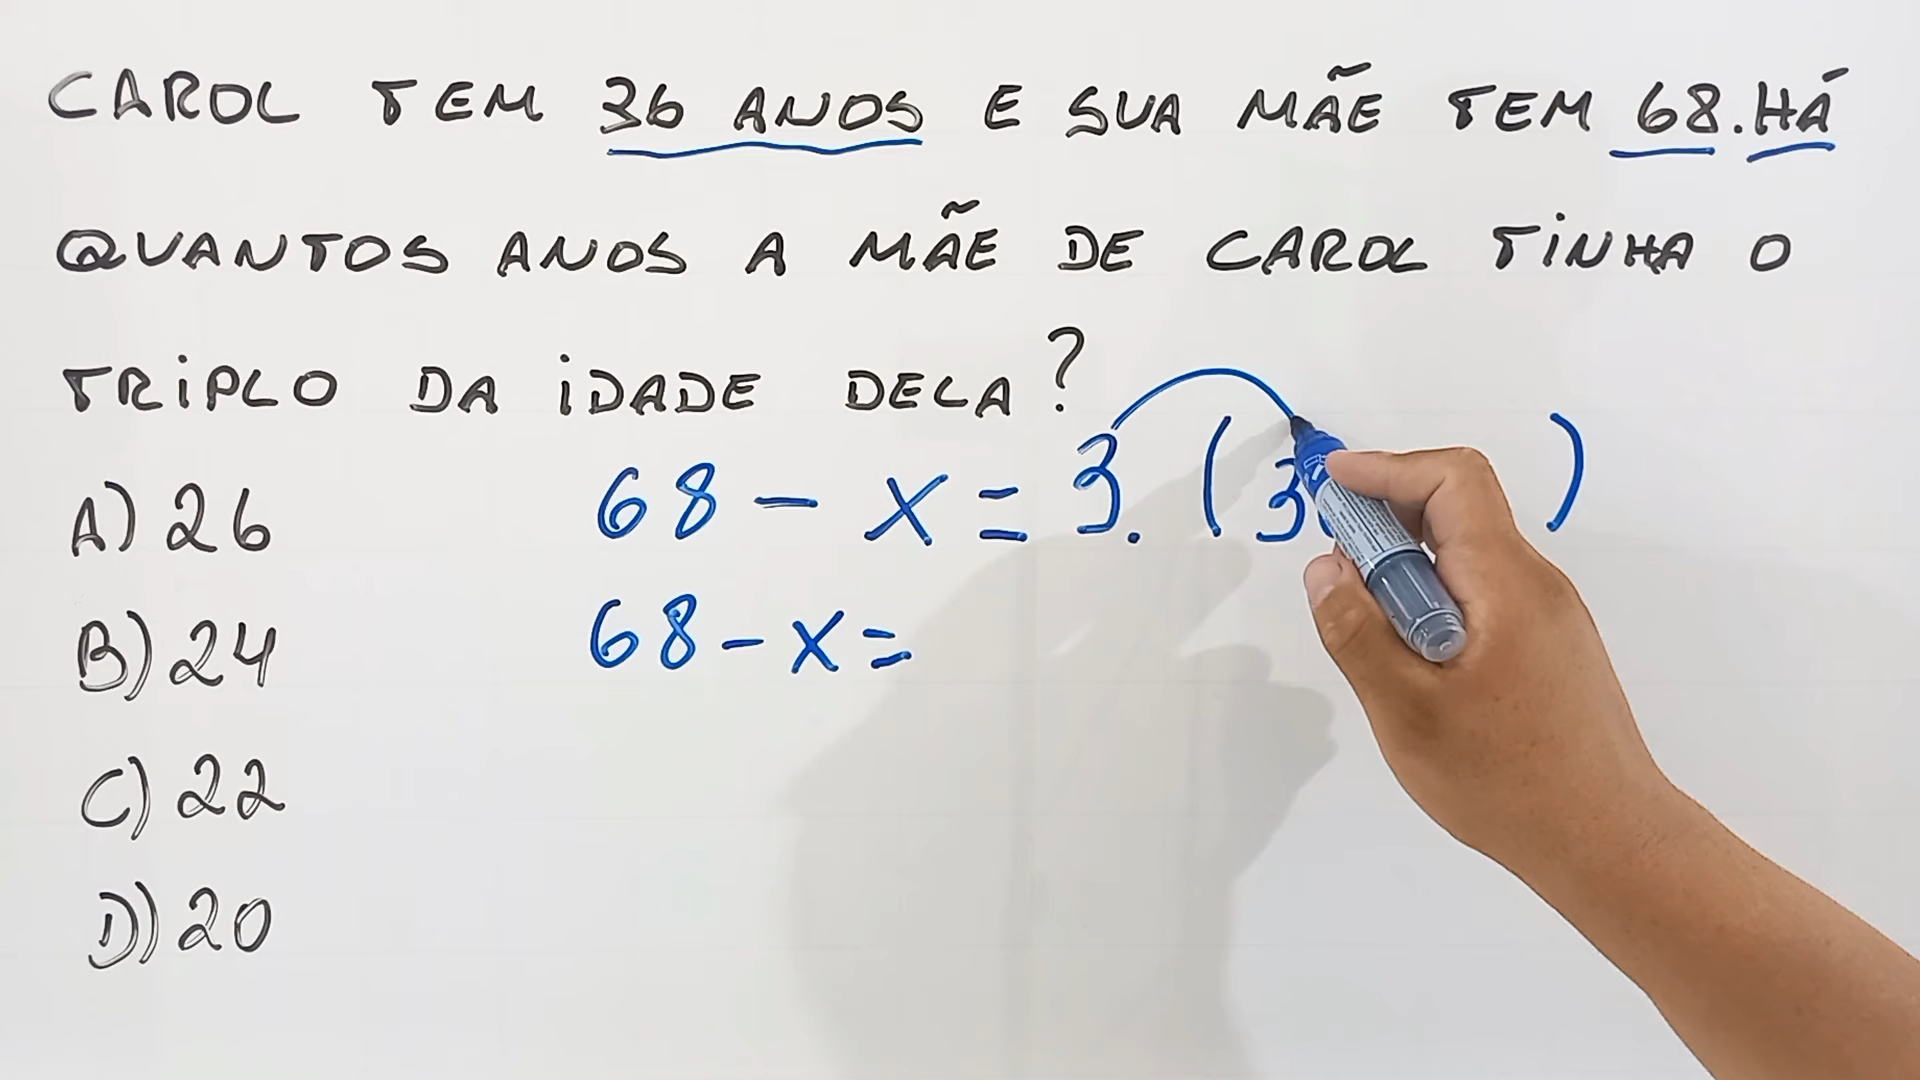 CAROL TEM 36 ANOS E SUA MÃE TEM 68. HÁ
QUANTOS ANOS A MÃE DE CAROL TINHA O
TRIPLO DA IDADE DELA?
A) 26
B) 24
C) 22
D) 20
68 - x = 3. (3 )
68 - x =